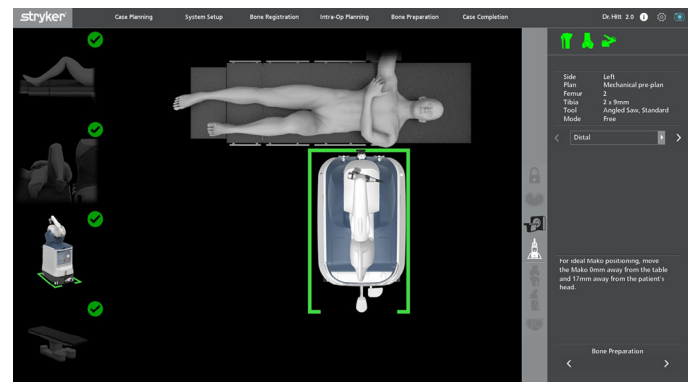 stryker
Case Planning
System Setup
Bone Registration
Intra-Op Planning
Bone Preparation
Case Completion
Dr. Hitt 2.0
Side Left
Plan Mechanical pre-plan
Femur 2
Tibia 2 x 9mm
Tool Angled Saw, Standard
Mode Free
Distal
For ideal Mako positioning, move
the Mako 0mm away from the table
and 17mm away from the patient's
head.
Bone Preparation